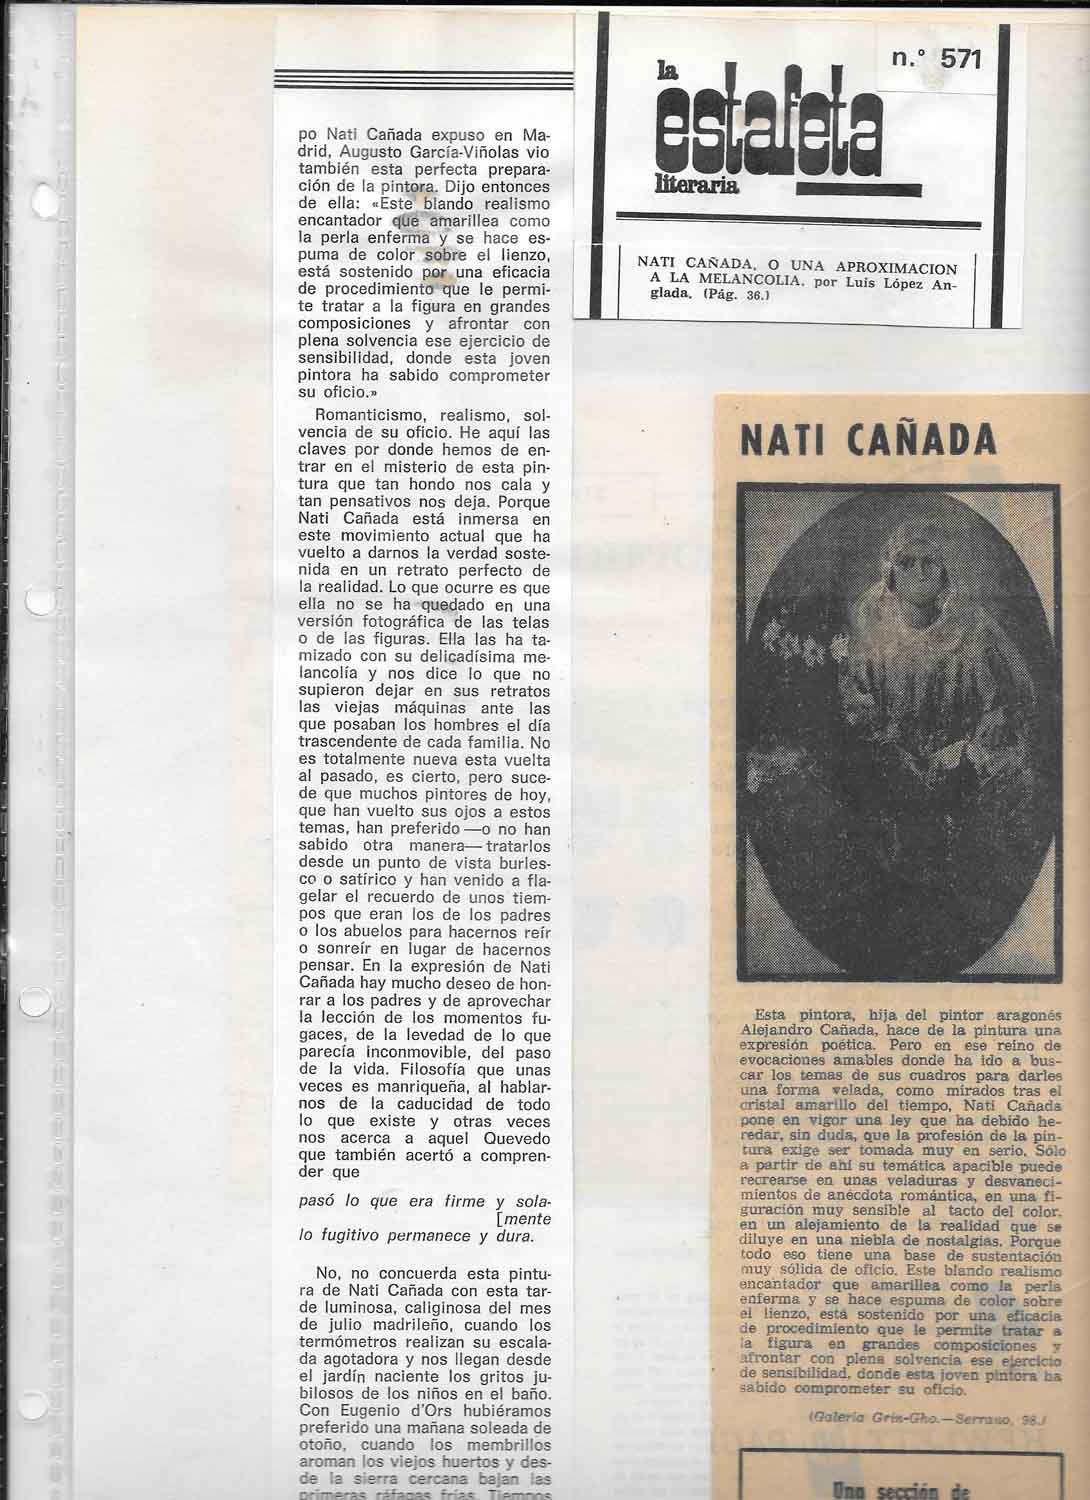 po Nati Cañada expuso en Ma-
drid, Augusto García-Viñolas vio
también esta perfecta prepara-
ción de la pintora. Dijo entonces
de ella: «Este blando realismo
encantador que amarillea como
la perla enferma y se hace es-
puma de color sobre el lienzo,
está sostenido por una eficacia
de procedimiento que le permi-
te tratar a la figura en grandes
composiciones y afrontar con
plena solvencia ese ejercicio de
sensibilidad, donde esta joven
pintora ha sabido comprometer
su oficio.»
Romanticismo, realismo, sol-
vencia de su oficio. He aquí las
claves por donde hemos de en-
trar en el misterio de esta pin-
tura que tan hondo nos cala y
tan pensativos nos deja. Porque
Nati Cañada está inmersa en
este movimiento actual que ha
vuelto a darnos la verdad soste-
nida en un retrato perfecto de
la realidad. Lo que ocurre es que
ella no se ha quedado en una
versión fotográfica de las telas
o de las figuras. Ella las ha ta-
mizado con su delicadísima me-
lancolía y nos dice lo que no
supieron dejar en sus retratos
las viejas máquinas ante las
que posaban los hombres el día
trascendente de cada familia. No
es totalmente nueva esta vuelta
al pasado, es cierto, pero suce-
de que muchos pintores de hoy,
que han vuelto sus ojos a estos
temas, han preferido —o no han
sabido otra manera— tratarlos
desde un punto de vista burles-
co o satírico y han venido a fla-
gelar el recuerdo de unos tiem-
pos que eran los de los padres
o los abuelos para hacernos reír
o sonreír en lugar de hacernos
pensar. En la expresión de Nati
Cañada hay mucho deseo de hon-
rar a los padres y de aprovechar
la lección de los momentos fu-
gaces, de la levedad de lo que
parecía inconmovible, del paso
de la vida. Filosofía que unas
veces es manriqueña, al hablar-
nos de la caducidad de todo
lo que existe y otras veces
nos acerca a aquel Quevedo
que también acertó a compren-
der que
pasó lo que era firme y sola-
[mente
lo fugitivo permanece y dura.
No, no concuerda esta pintu-
ra de Nati Cañada con esta tar-
de luminosa, caliginosa del mes
de julio madrileño, cuando los
termómetros realizan su escala-
da agotadora y nos llegan desde
el jardín naciente los gritos ju-
bilosos de los niños en el baño.
Con Eugenio d'Ors hubiéramos
preferido una mañana soleada de
otoño, cuando los membrillos
aroman los viejos huertos y des-
de la sierra cercana bajan las
primeras ráfagas frías. Tiempos
n.º 571
la
estafeta
literaria
NATI CAÑADA, O UNA APROXIMACION
A LA MELANCOLIA, por Luis López An-
glada. (Pág. 36.)
NATI CAÑADA
Esta pintora, hija del pintor aragonés
Alejandro Cañada, hace de la pintura una
expresión poética. Pero en ese reino de
evocaciones amables donde ha ido a bus-
car los temas de sus cuadros para darles
una forma velada, como mirados tras el
cristal amarillo del tiempo, Nati Cañada
pone en vigor una ley que ha debido he-
redar, sin duda, que la profesión de la pin-
tura exige ser tomada muy en serio. Sólo
a partir de ahí su temática apacible puede
recrearse en unas veladuras y desvaneci-
mientos de anécdota romántica, en una fi-
guración muy sensible al tacto del color,
en un alejamiento de la realidad que se
diluye en una niebla de nostalgias. Porque
todo eso tiene una base de sustentación
muy sólida de oficio. Este blando realismo
encantador que amarillea como la perla
enferma y se hace espuma de color sobre
el lienzo, está sostenido por una eficacia
de procedimiento que le permite tratar a
la figura en grandes composiciones y
afrontar con plena solvencia ese ejercicio
de sensibilidad, donde esta joven pintora ha
sabido comprometer su oficio.
(Galería Grin-Gho.—Serrano, 98.)
Una sección de